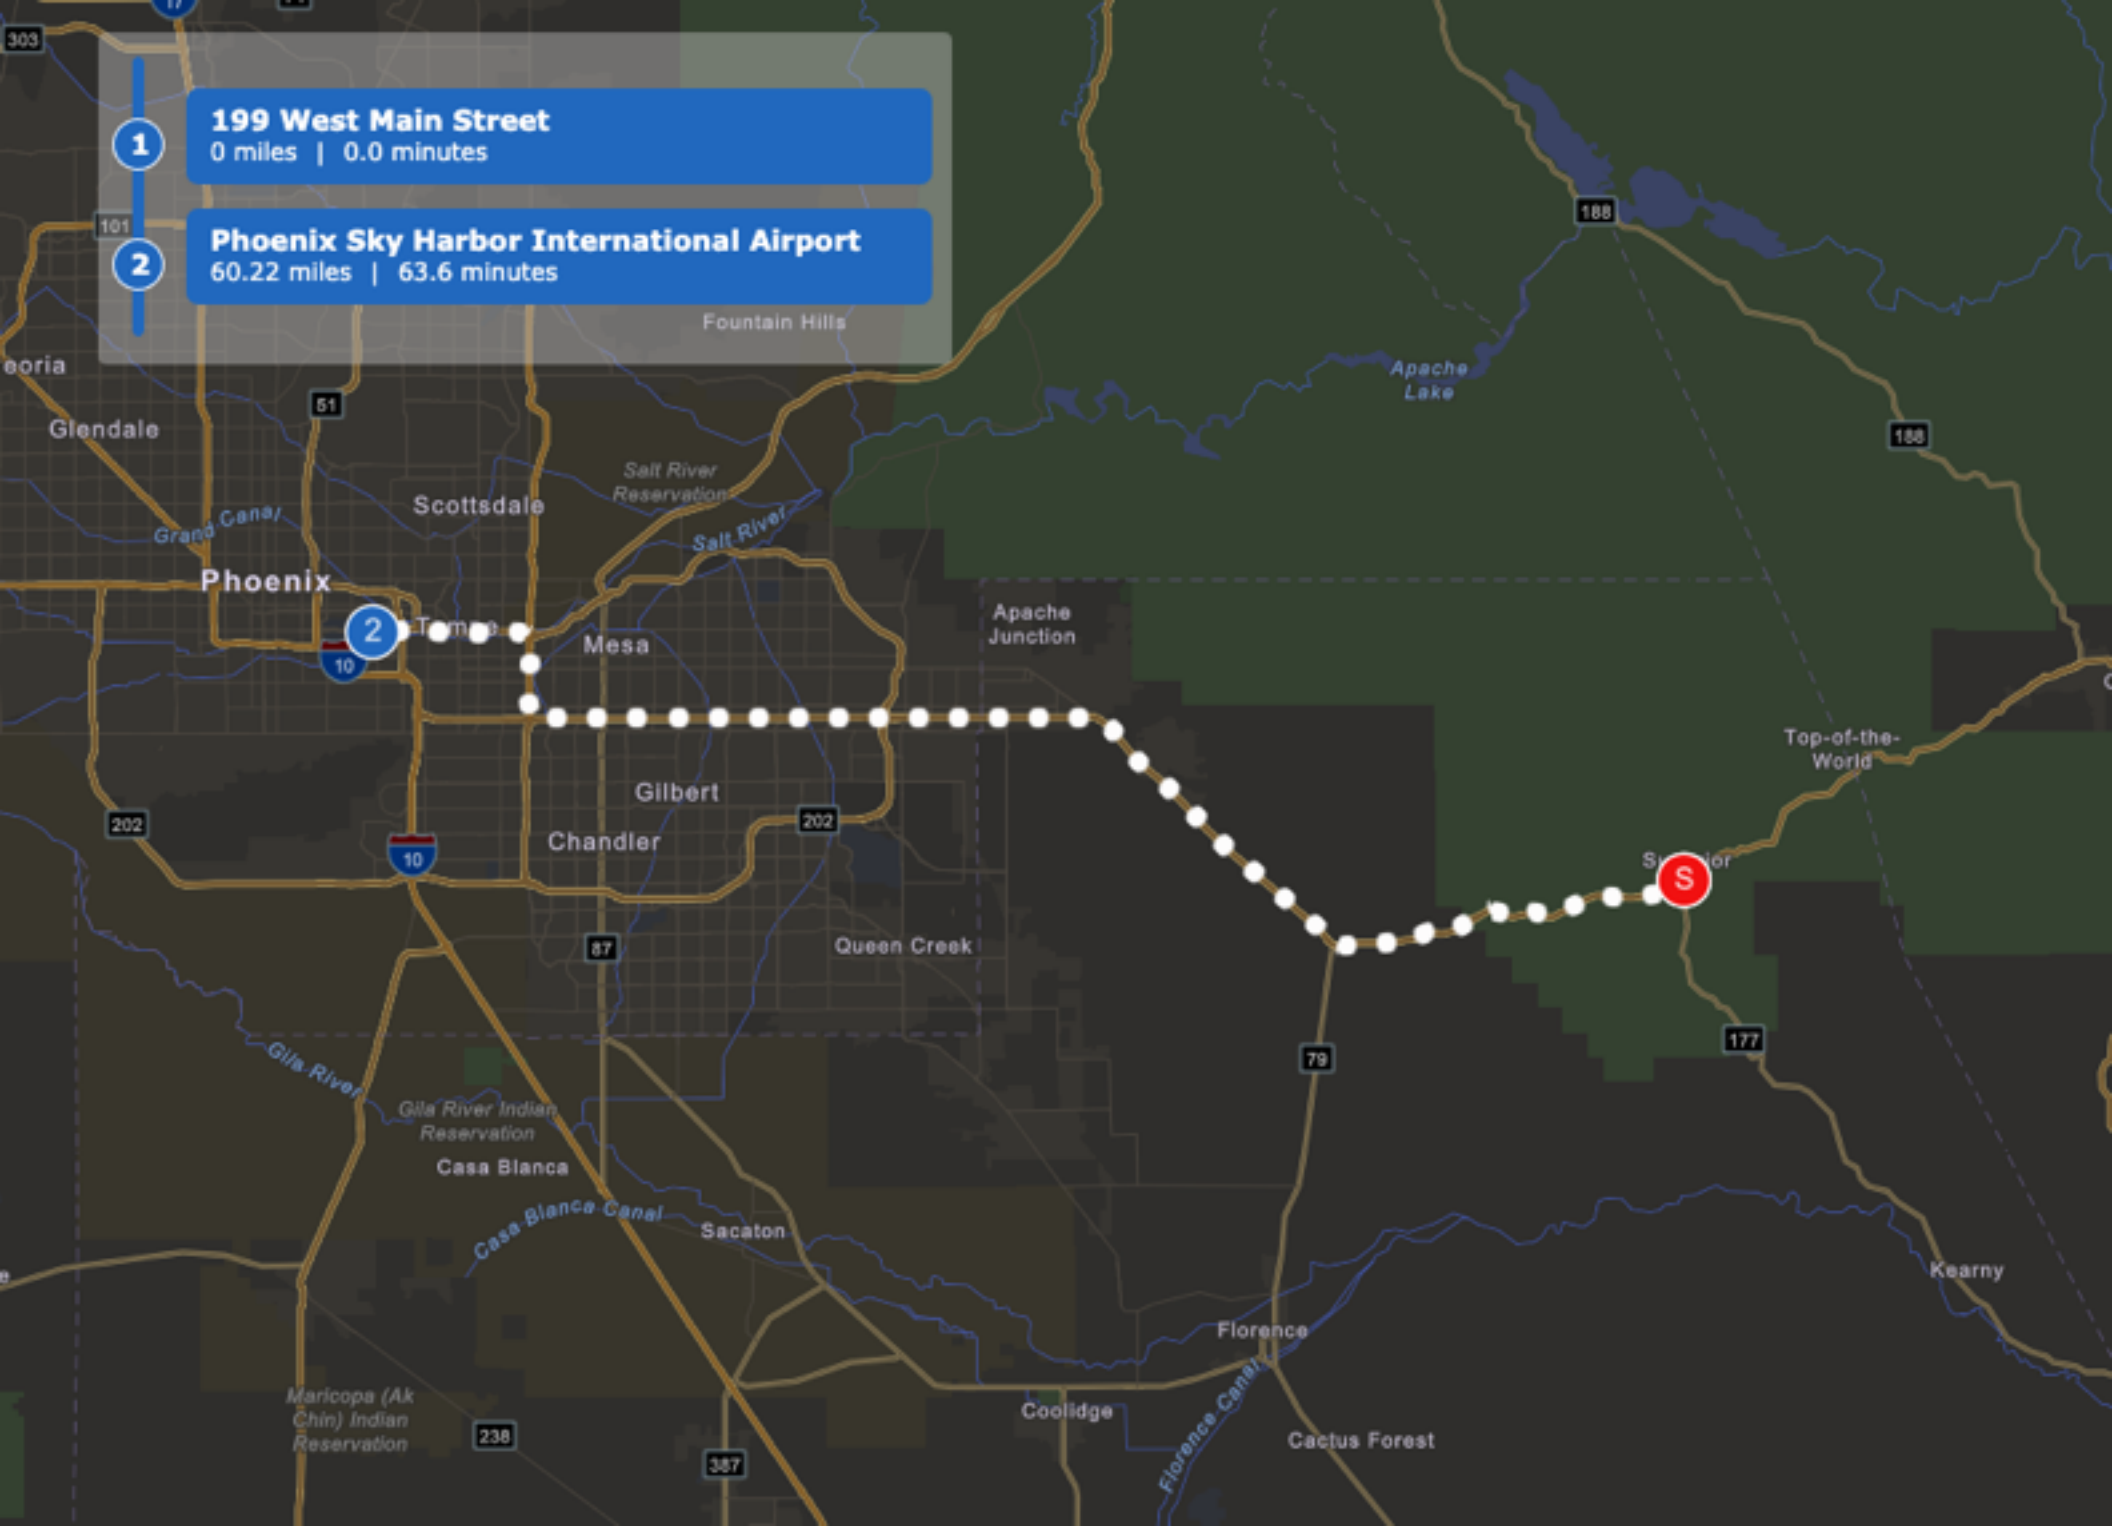 17
303
1
199 West Main Street
0 miles | 0.0 minutes
101
2
Phoenix Sky Harbor International Airport
60.22 miles | 63.6 minutes
188
Fountain Hills
eoria
Apache
Lake
51
Glendale
188
Salt River
Reservation
Scottsdale
Grand Canal
Salt River
Phoenix
Apache
Junction
2
Mesa
10
Top-of-the-
World
Gilbert
202
202
Chandler
10
S
Queen Creek
87
177
79
Gila River
Gila River Indian
Reservation
Casa Blanca
Casa Blanca Canal
Sacaton
e
Kearny
Florence
Maricopa (Ak
Chin) Indian
Reservation
Coolidge
Florence Canal
238
Cactus Forest
387